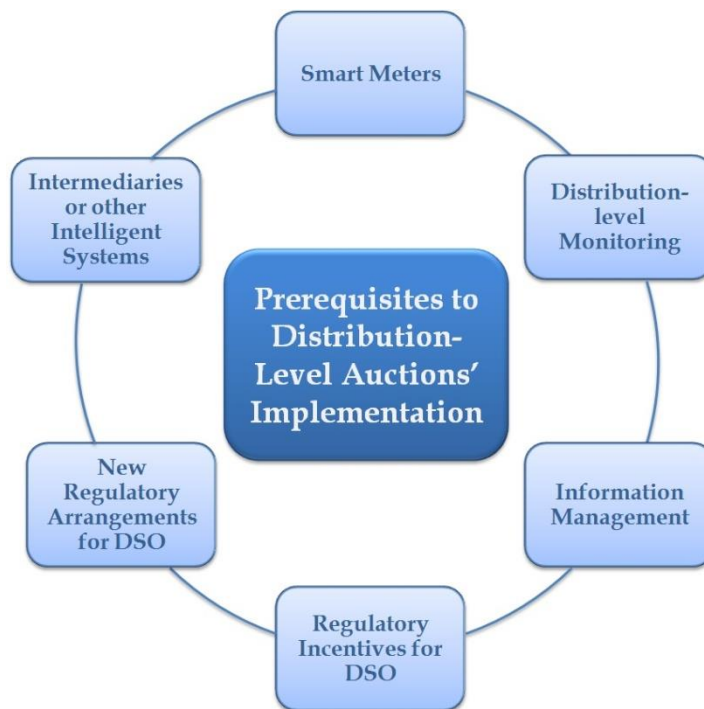 Smart Meters
Distribution-
level
Monitoring
Information
Management
Regulatory
Incentives for
DSO
New
Regulatory
Arrangements
for DSO
Intermediaries
or other
Intelligent
Systems
Prerequisites to
Distribution-
Level Auctions’
Implementation